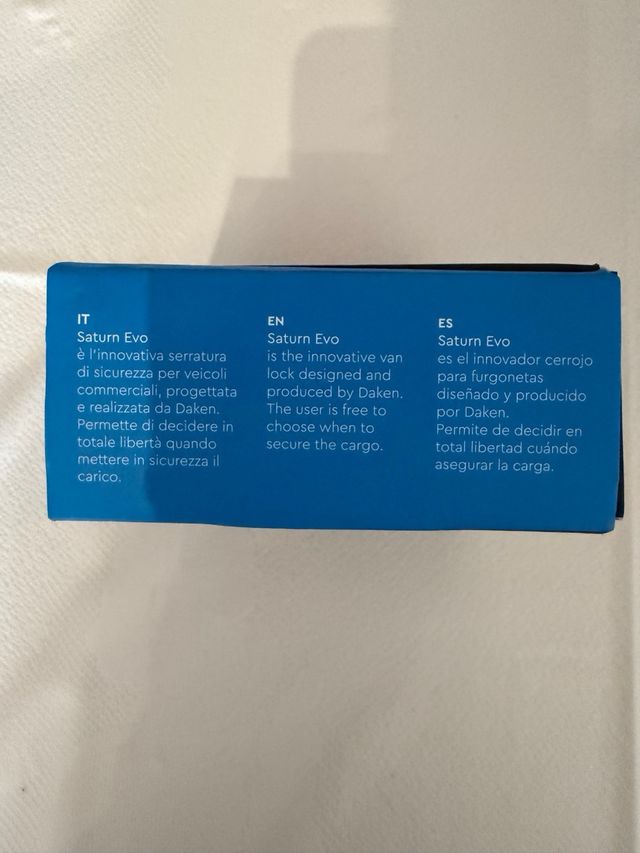 IT
Saturn Evo
è l'innovativa serratura
di sicurezza per veicoli
commerciali, progettata
e realizzata da Daken.
Permette di decidere in
totale libertà quando
mettere in sicurezza il
carico.
EN
Saturn Evo
is the innovative van
lock designed and
produced by Daken.
The user is free to
choose when to
secure the cargo.
ES
Saturn Evo
es el innovador cerrojo
para furgonetas
diseñado y producido
por Daken.
Permite de decidir en
total libertad cuándo
asegurar la carga.